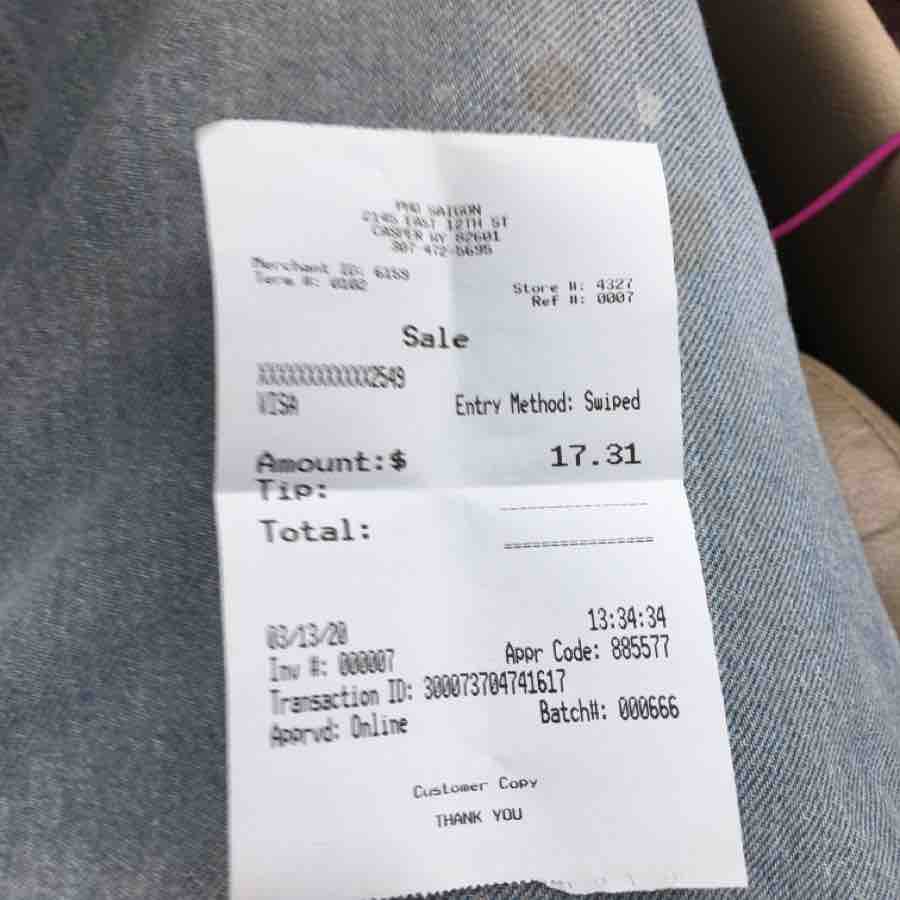 PHO SAIGON
2145 EAST 12TH ST
CASPER WY 82601
307-472-5695
Merchant ID: 6159
Term #: 0102
Store #: 4327
Ref #: 0007
Sale
XXXXXXXXXXXX2549
VISA
Entry Method: Swiped
Amount:$ 17.31
Tip:
Total:
03/13/20 13:34:34
Inv #: 000007 Appr Code: 885577
Transaction ID: 300073704741617
Apprvd: Online Batch#: 000666
Customer Copy
THANK YOU